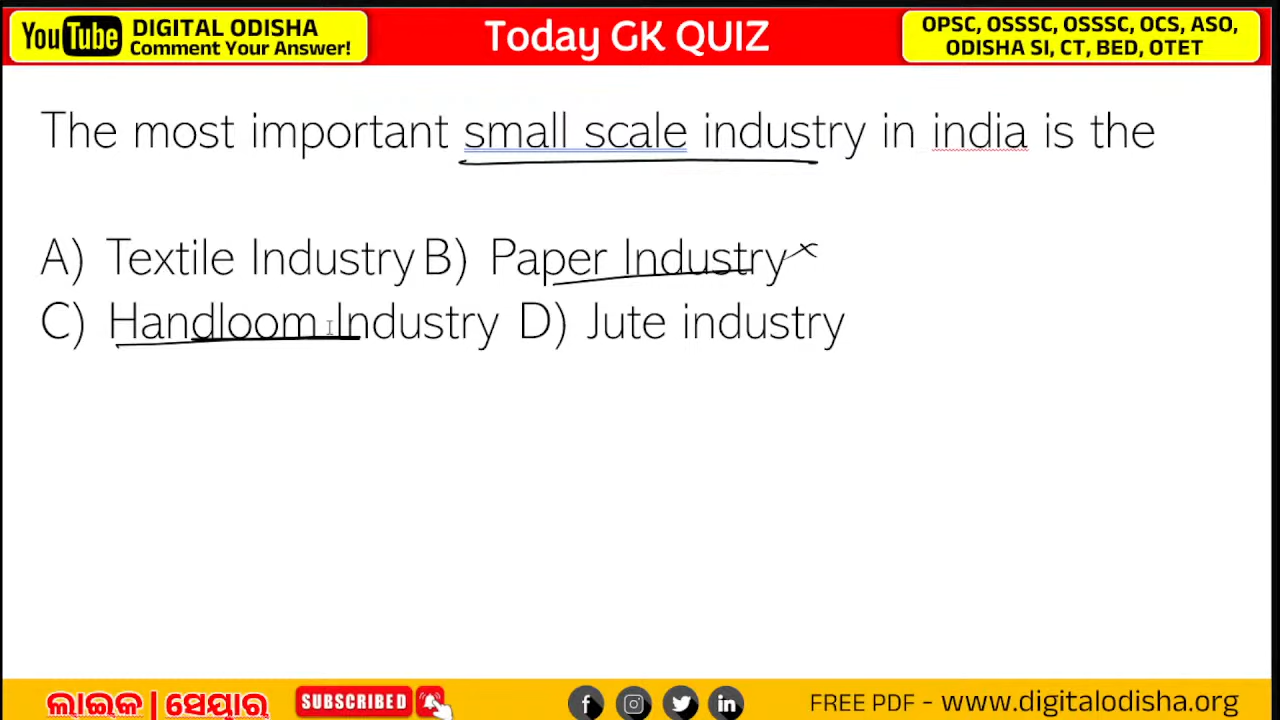 YouTube DIGITAL ODISHA
Comment Your Answer!
Today GK QUIZ
OPSC, OSSSC, OSSSC, OCS, ASO,
ODISHA SI, CT, BED, OTET
The most important small scale industry in india is the
A) Textile Industry B) Paper Industry
C) Handloom Industry D) Jute industry
ଲାଇକ | ସେୟାର
SUBSCRIBED
FREE PDF - www.digitalodisha.org